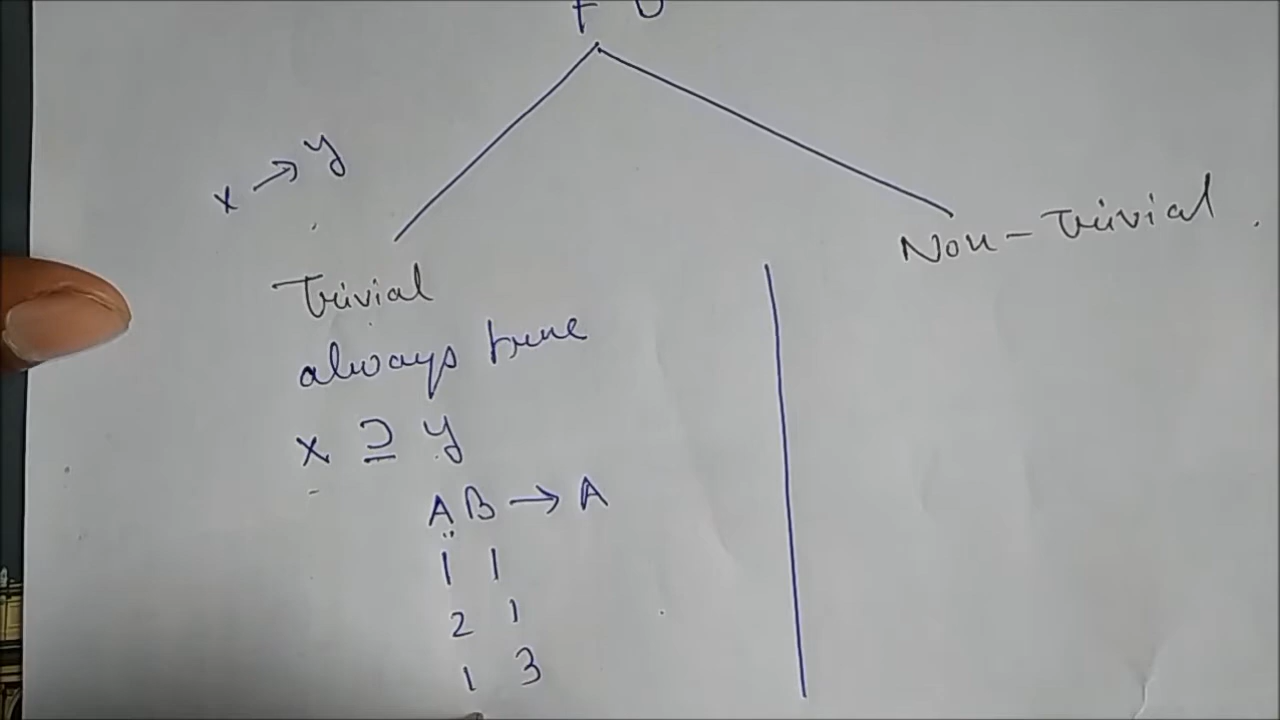 F D
x → y
Trivial
Non-Trivial
always true
x ⊇ y
AB → A
1 1
2 1
1 3